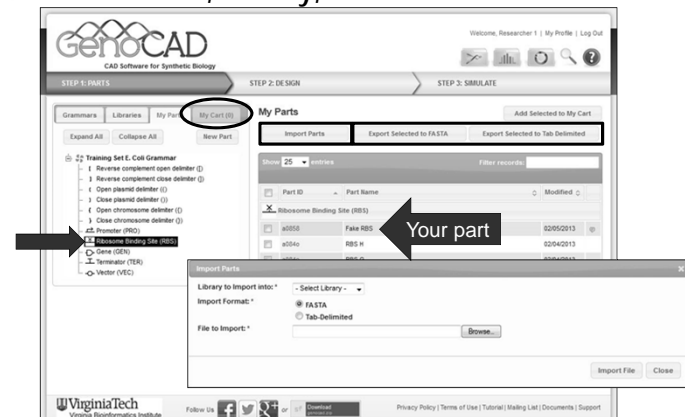 GenoCAD
CAD Software for Synthetic Biology
Welcome, Researcher 1 | My Profile | Log Out
STEP 1: PARTS
STEP 2: DESIGN
STEP 3: SIMULATE
Grammars
Libraries
My Part
My Cart (0)
Expand All
Collapse All
New Part
Training Set E. Coli Grammar
[ Reverse complement open delimiter ([)
] Reverse complement close delimiter (])
( Open plasmid delimiter (()
) Close plasmid delimiter ())
{ Open chromosome delimiter ({)
} Close chromosome delimiter (})
Promoter (PRO)
Ribosome Binding Site (RBS)
Gene (GEN)
Terminator (TER)
Vector (VEC)
My Parts
Add Selected to My Cart
Import Parts
Export Selected to FASTA
Export Selected to Tab Delimited
Show 25 entries
Filter records:
Part ID
Part Name
Modified
Ribosome Binding Site (RBS)
a0858 Fake RBS 02/05/2013
Your part
RBS H 02/04/2013
Import Parts x
Library to Import into: * - Select Library -
Import Format: * FASTA
Tab-Delimited
File to Import: * Browse...
Import File
Close
VirginiaTech
Virginia Bioinformatics Institute
Follow Us
or
Download
Privacy Policy | Terms of Use | Tutorial | Mailing List | Documents | Support